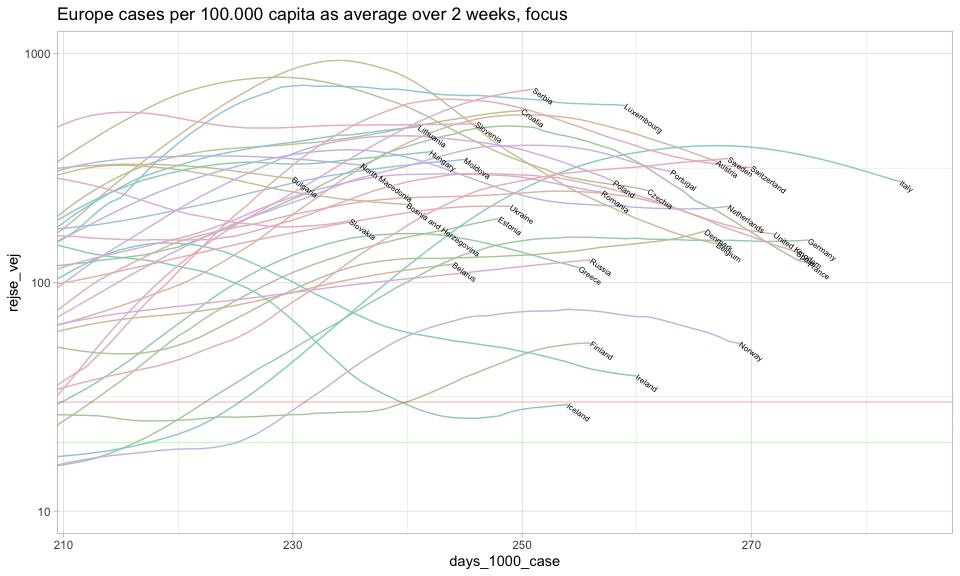 Europe cases per 100.000 capita as average over 2 weeks, focus
1000
100
10
rejse_vej
Serbia
Luxembourg
Croatia
Slovenia
Lithuania
Hungary
Moldova
North Macedonia
Bulgaria
Bosnia and Herzegovina
Slovakia
Ukraine
Estonia
Belarus
Russia
Greece
Poland
Romania
Czechia
Portugal
Sweden
Austria
Switzerland
Italy
Netherlands
Denmark
Belgium
United Kingdom
Germany
Spain
France
Norway
Finland
Ireland
Iceland
210
230
250
270
days_1000_case